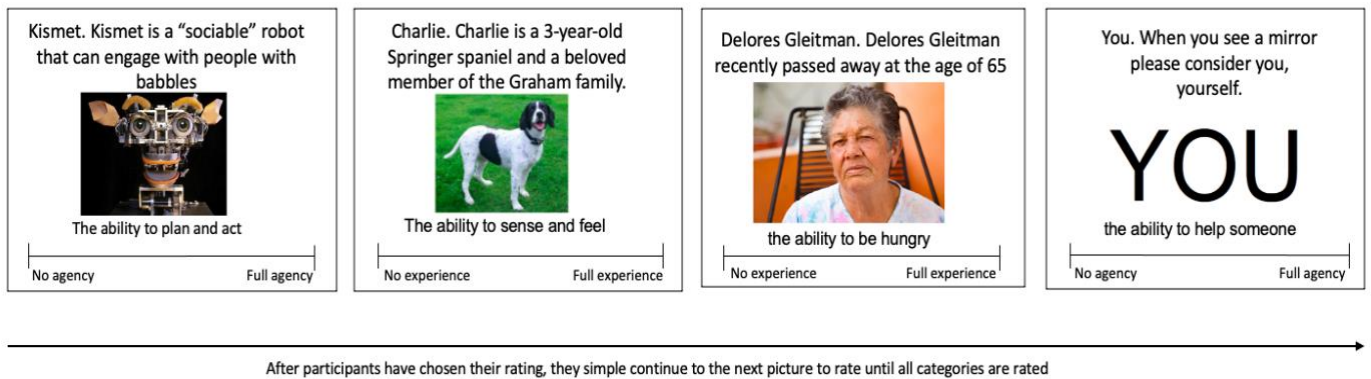 Kismet. Kismet is a “sociable” robot
that can engage with people with
babbles
The ability to plan and act
No agency
Full agency
Charlie. Charlie is a 3-year-old
Springer spaniel and a beloved
member of the Graham family.
The ability to sense and feel
No experience
Full experience
Delores Gleitman. Delores Gleitman
recently passed away at the age of 65
the ability to be hungry
No experience
Full experience
You. When you see a mirror
please consider you,
yourself.
YOU
the ability to help someone
No agency
Full agency
After participants have chosen their rating, they simple continue to the next picture to rate until all categories are rated